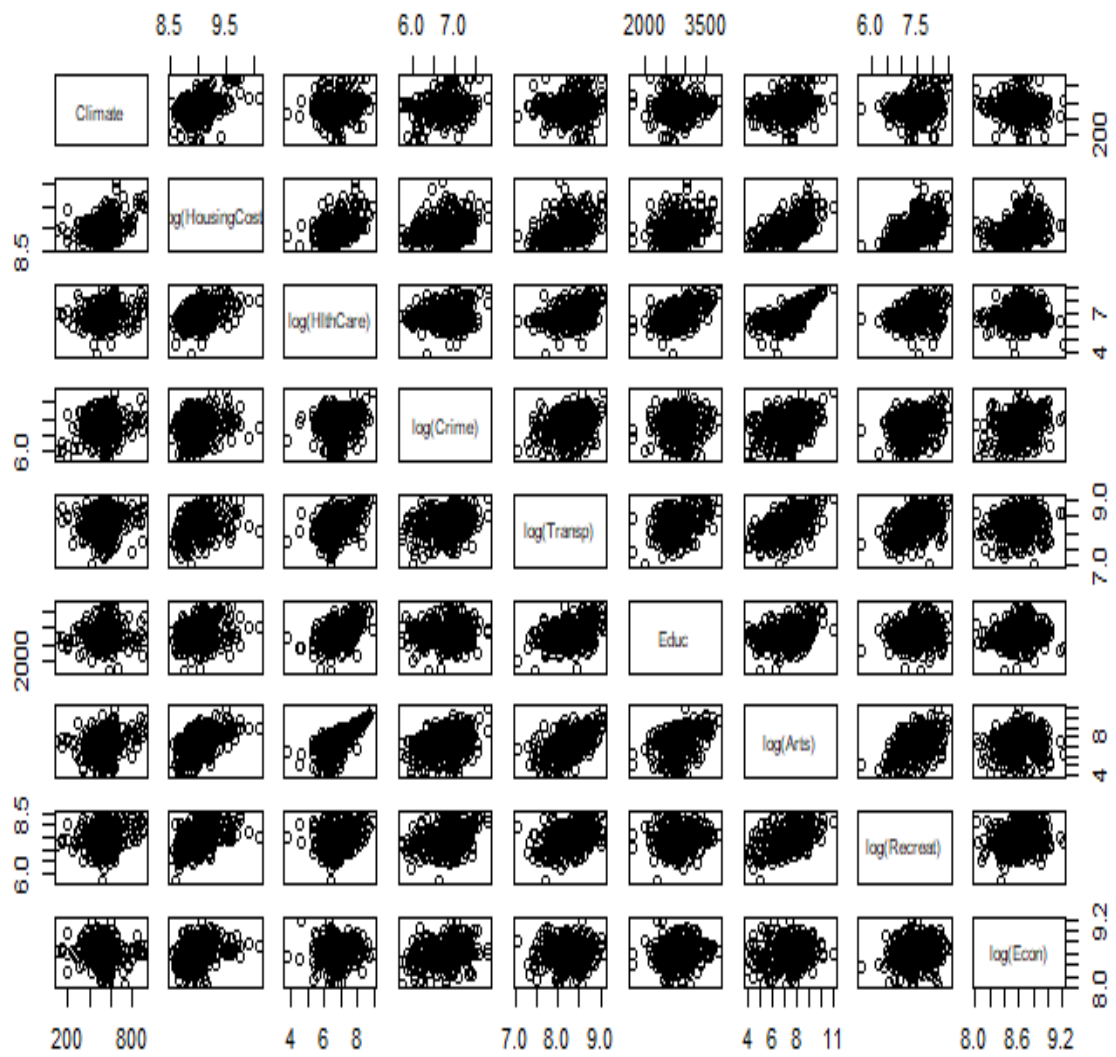 8.5 9.5 6.0 7.0 2000 3500 6.0 7.5
Climate
200
8.5
og(HousingCost
log(HlthCare)
4 7
6.0
log(Crime)
log(Transp)
7.0 9.0
2000
Educ
log(Arts)
4 8
6.0 8.5
log(Recreat)
log(Econ)
8.0 9.2
200 800 4 6 8 7.0 8.0 9.0 4 6 8 11 8.0 8.6 9.2